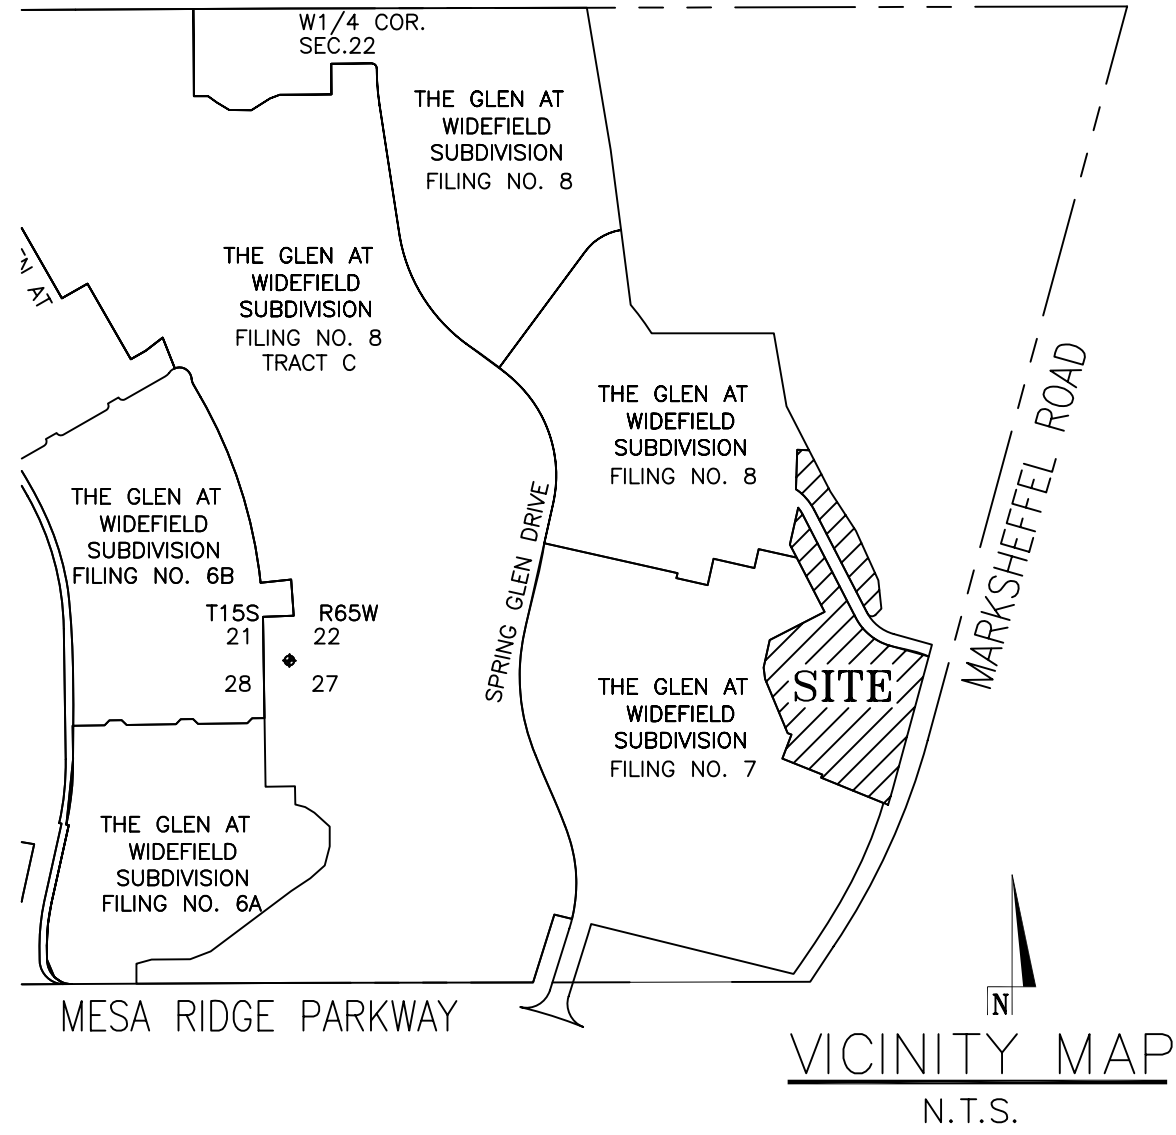 W1/4 COR.
SEC.22
THE GLEN AT
WIDEFIELD
SUBDIVISION
FILING NO. 8
THE GLEN AT
WIDEFIELD
SUBDIVISION
FILING NO. 8
TRACT C
AT
THE GLEN AT
WIDEFIELD
SUBDIVISION
FILING NO. 8
MARKSHEFFEL ROAD
THE GLEN AT
WIDEFIELD
SUBDIVISION
FILING NO. 6B
SPRING GLEN DRIVE
T15S R65W
21 22
28 27
THE GLEN AT
WIDEFIELD
SUBDIVISION
FILING NO. 7
SITE
THE GLEN AT
WIDEFIELD
SUBDIVISION
FILING NO. 6A
MESA RIDGE PARKWAY
N
VICINITY MAP
N.T.S.